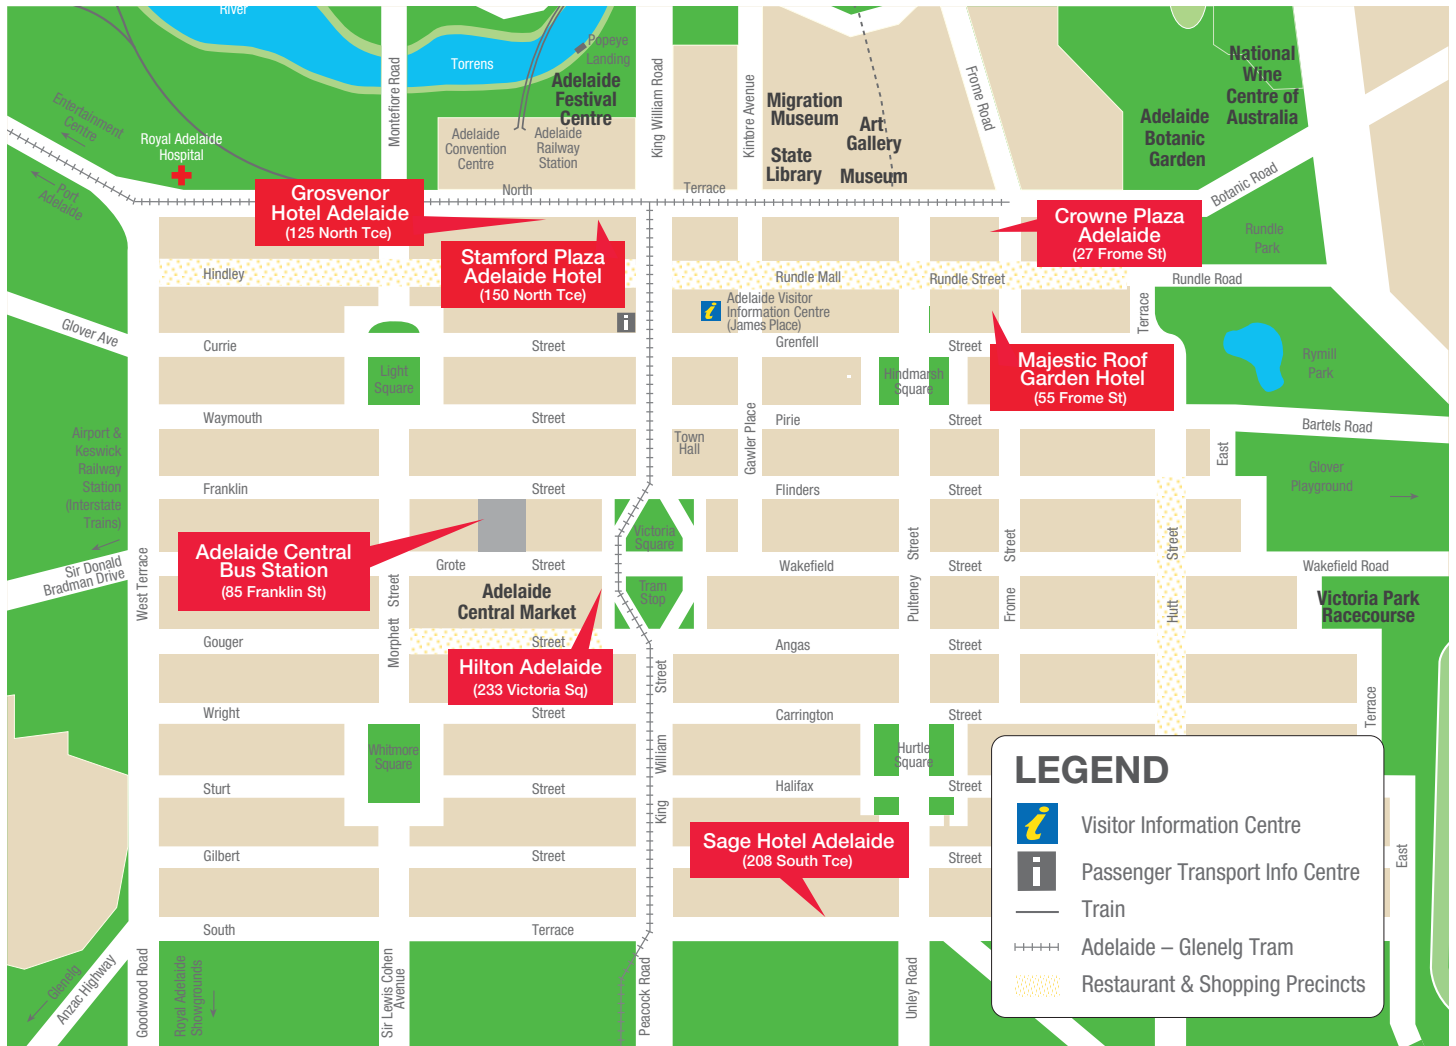 River
Torrens
Popeye
Landing
Adelaide
Festival
Centre
Montefiore Road
King William Road
Kintore Avenue
Frome Road
Migration
Museum
Art
Gallery
State
Library
Museum
National
Wine
Centre of
Australia
Adelaide
Botanic
Garden
Botanic Road
Entertainment
Centre
Royal Adelaide
Hospital
Port
Adelaide
Adelaide
Convention
Centre
Adelaide
Railway
Station
North
Terrace
Grosvenor
Hotel Adelaide
(125 North Tce)
Stamford Plaza
Adelaide Hotel
(150 North Tce)
Crowne Plaza
Adelaide
(27 Frome St)
Rundle
Park
Hindley
Rundle Mall
Rundle Street
Rundle Road
i
Adelaide Visitor
Information Centre
(James Place)
i
Terrace
Glover Ave
Currie
Street
Grenfell
Street
Majestic Roof
Garden Hotel
(55 Frome St)
Rymill
Park
Light
Square
Hindmarsh
Square
Waymouth
Street
Gawler Place
Pirie
Street
Bartels Road
Town
Hall
East
Airport &
Keswick
Railway
Station
(Interstate
Trains)
Glover
Playground
Franklin
Street
Flinders
Street
Adelaide Central
Bus Station
(85 Franklin St)
Victoria
Square
Pulteney
Street
Frome
Street
Hutt
Street
Sir Donald
Bradman Drive
West Terrace
Grote
Street
Wakefield
Street
Wakefield Road
Morphett
Street
Adelaide
Central Market
Tram
Stop
Victoria Park
Racecourse
Gouger
Street
Angas
Street
Hilton Adelaide
(233 Victoria Sq)
King
William
Street
Terrace
Wright
Street
Carrington
Street
Whitmore
Square
Hurtle
Square
Sturt
Street
Halifax
Street
Sage Hotel Adelaide
(208 South Tce)
Gilbert
Street
Street
East
South
Terrace
Glenelg
Anzac Highway
Goodwood Road
Royal Adelaide
Showgrounds
Sir Lewis Cohen
Avenue
Peacock Road
Unley Road
LEGEND
i
Visitor Information Centre
i
Passenger Transport Info Centre
Train
Adelaide – Glenelg Tram
Restaurant & Shopping Precincts